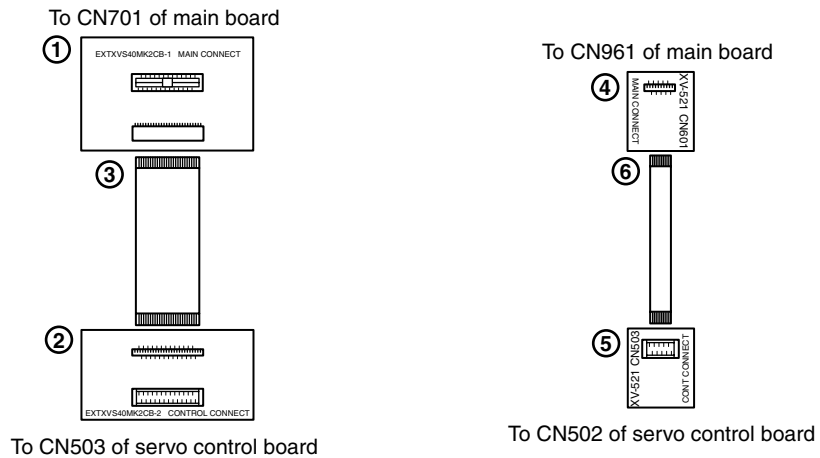 To CN701 of main board
1
EXTXVS40MK2CB-1 MAIN CONNECT
3
2
EXTXVS40MK2CB-2 CONTROL CONNECT
To CN503 of servo control board
To CN961 of main board
4
MAIN CONNECT
XV-521 CN601
6
5
XV-521 CN503
CONT CONNECT
To CN502 of servo control board